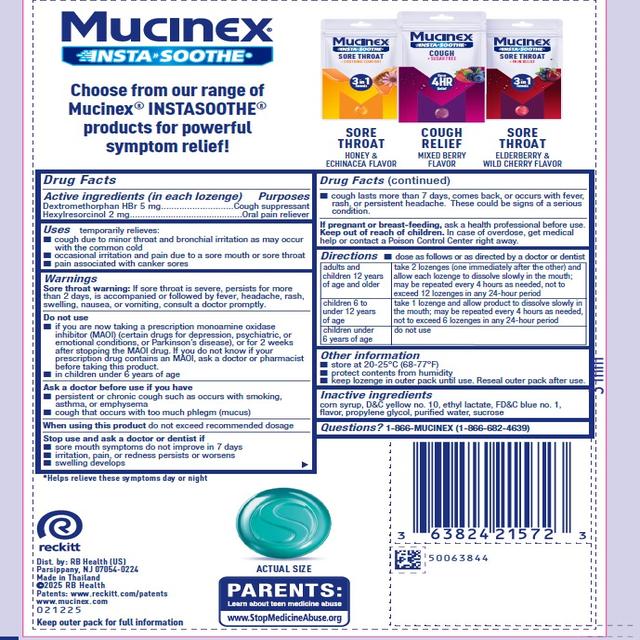 Mucinex®
INSTA»SOOTHE®
Choose from our range of
Mucinex® INSTASOOTHE®
products for powerful
symptom relief!
Mucinex
INSTA»SOOTHE
SORE THROAT
3 in 1
Mucinex
INSTA»SOOTHE
COUGH
SUGAR FREE
4HR
Relief
Mucinex
INSTA»SOOTHE
SORE THROAT
3 in 1
SORE
THROAT
HONEY &
ECHINACEA FLAVOR
COUGH
RELIEF
MIXED BERRY
FLAVOR
SORE
THROAT
ELDERBERRY &
WILD CHERRY FLAVOR
Drug Facts
Active ingredients (in each lozenge) Purposes
Dextromethorphan HBr 5 mg............................Cough suppressant
Hexylresorcinol 2 mg.......................................Oral pain reliever
Uses temporarily relieves:
■ cough due to minor throat and bronchial irritation as may occur
with the common cold
■ occasional irritation and pain due to a sore mouth or sore throat
■ pain associated with canker sores
Warnings
Sore throat warning: If sore throat is severe, persists for more
than 2 days, is accompanied or followed by fever, headache, rash,
swelling, nausea, or vomiting, consult a doctor promptly.
Do not use
■ if you are now taking a prescription monoamine oxidase
inhibitor (MAOI) (certain drugs for depression, psychiatric, or
emotional conditions, or Parkinson's disease), or for 2 weeks
after stopping the MAOI drug. If you do not know if your
prescription drug contains an MAOI, ask a doctor or pharmacist
before taking this product.
■ in children under 6 years of age
Ask a doctor before use if you have
■ persistent or chronic cough such as occurs with smoking,
asthma, or emphysema
■ cough that occurs with too much phlegm (mucus)
When using this product do not exceed recommended dosage
Stop use and ask a doctor or dentist if
■ sore mouth symptoms do not improve in 7 days
■ irritation, pain, or redness persists or worsens
■ swelling develops
Drug Facts (continued)
■ cough lasts more than 7 days, comes back, or occurs with fever,
rash, or persistent headache. These could be signs of a serious
condition.
If pregnant or breast-feeding, ask a health professional before use.
Keep out of reach of children. In case of overdose, get medical
help or contact a Poison Control Center right away.
Directions ■ dose as follows or as directed by a doctor or dentist
adults and
children 12 years
of age and older
take 2 lozenges (one immediately after the other) and
allow each lozenge to dissolve slowly in the mouth;
may be repeated every 4 hours as needed, not to
exceed 12 lozenges in any 24-hour period
children 6 to
under 12 years
of age
take 1 lozenge and allow product to dissolve slowly in
the mouth; may be repeated every 4 hours as needed,
not to exceed 6 lozenges in any 24-hour period
children under
6 years of age
do not use
Other information
■ store at 20-25°C (68-77°F)
■ protect contents from humidity
■ keep lozenge in outer pack until use. Reseal outer pack after use.
Inactive ingredients
corn syrup, D&C yellow no. 10, ethyl lactate, FD&C blue no. 1,
flavor, propylene glycol, purified water, sucrose
Questions? 1-866-MUCINEX (1-866-682-4639)
*Helps relieve these symptoms day or night
reckitt
Dist. by: RB Health (US)
Parsippany, NJ 07054-0224
Made in Thailand
©2025 RB Health
Patents: www.reckitt.com/patents
www.mucinex.com
021225
Keep outer pack for full information
ACTUAL SIZE
PARENTS:
Learn about teen medicine abuse
www.StopMedicineAbuse.org
3 63824 21572 3
50063844